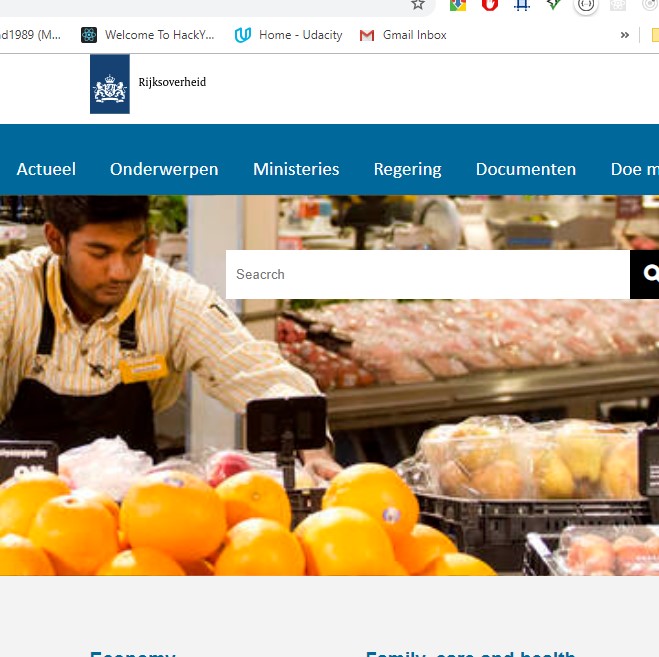 d1989 (M...
Welcome To HackY...
Home - Udacity
Gmail Inbox
»
Rijksoverheid
Actueel
Onderwerpen
Ministeries
Regering
Documenten
Doe m
Seacrch
Economy
Family, care and health